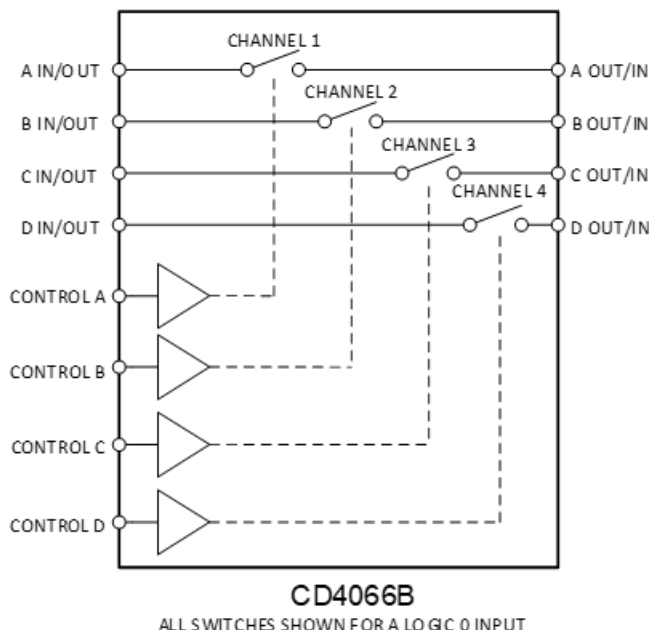 CHANNEL 1
A IN/OUT
A OUT/IN
CHANNEL 2
B IN/OUT
B OUT/IN
CHANNEL 3
C IN/OUT
C OUT/IN
CHANNEL 4
D IN/OUT
D OUT/IN
CONTROL A
CONTROL B
CONTROL C
CONTROL D
CD4066B
ALL SWITCHES SHOWN FOR A LOGIC 0 INPUT